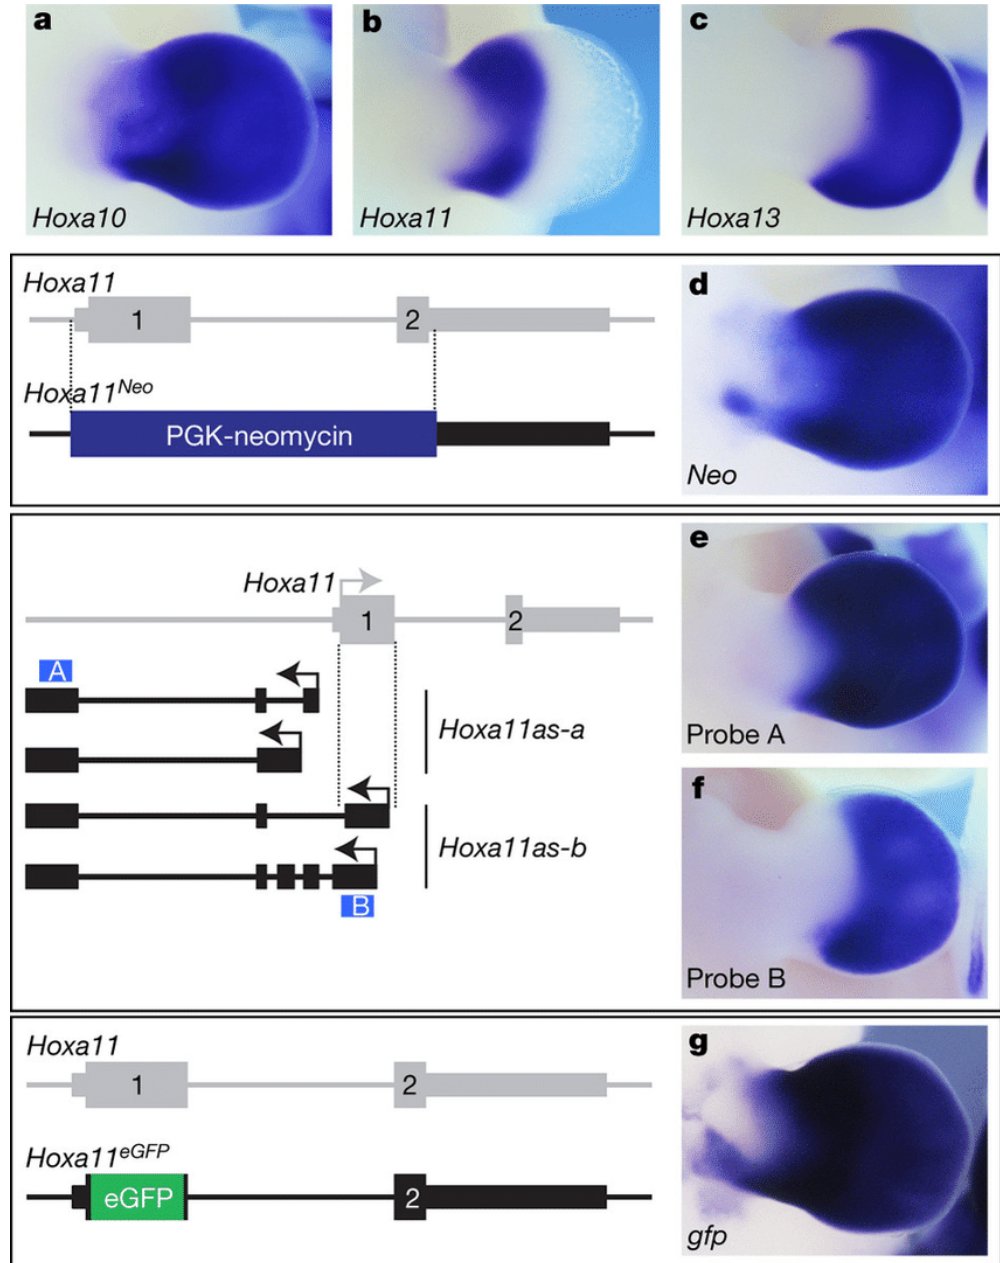 a
b
c
Hoxa10
Hoxa11
Hoxa13
Hoxa11
1
2
Hoxa11Neo
PGK-neomycin
d
Neo
Hoxa11
1
2
A
Hoxa11as-a
Hoxa11as-b
B
e
Probe A
f
Probe B
Hoxa11
1
2
Hoxa11eGFP
eGFP
2
g
gfp